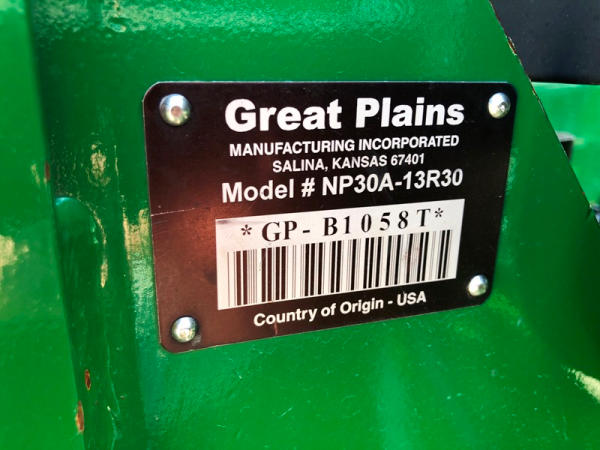 Great Plains
MANUFACTURING INCORPORATED
SALINA, KANSAS 67401
Model # NP30A-13R30
*GP-B1058T*
Country of Origin - USA